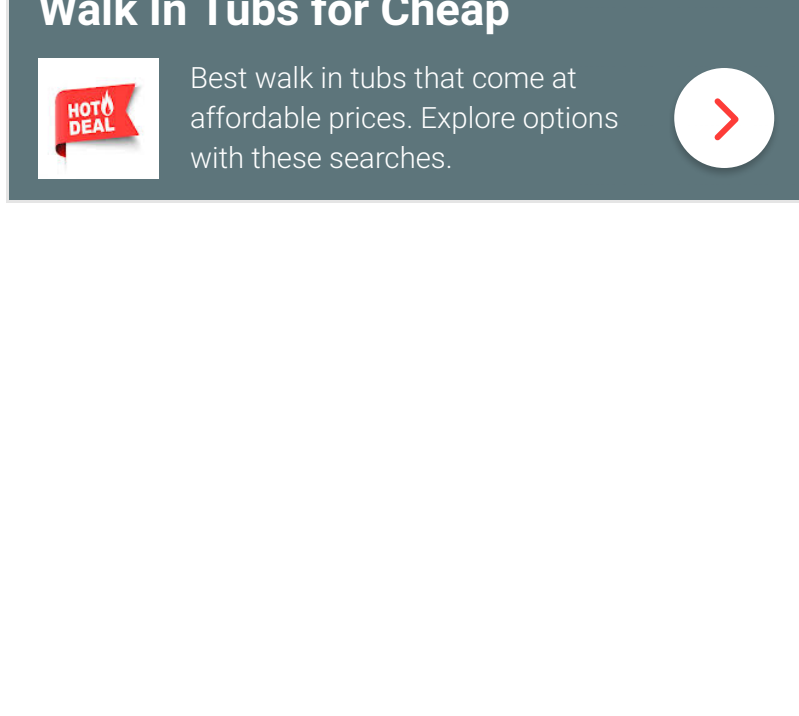 Walk In Tubs for Cheap
HOT
DEAL
Best walk in tubs that come at
affordable prices. Explore options
with these searches.